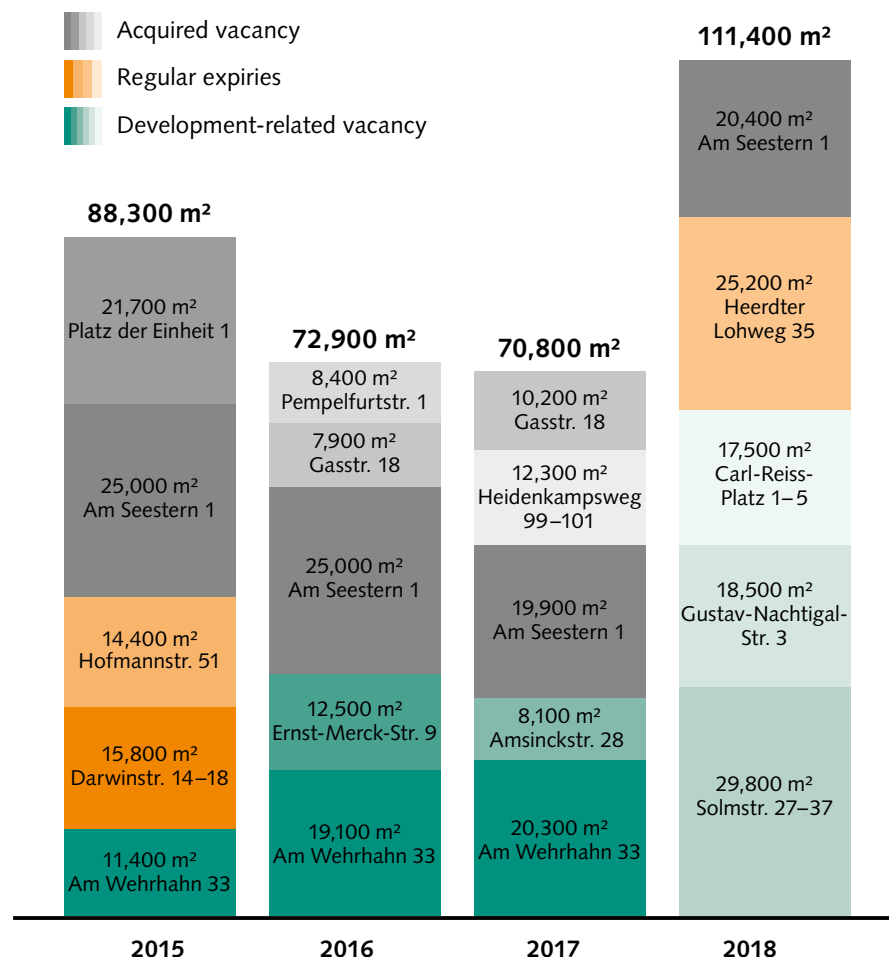 Acquired vacancy
Regular expiries
Development-related vacancy
88,300 m²
21,700 m²
Platz der Einheit 1
25,000 m²
Am Seestern 1
14,400 m²
Hofmannstr. 51
15,800 m²
Darwinstr. 14–18
11,400 m²
Am Wehrhahn 33
2015
72,900 m²
8,400 m²
Pempelfurtstr. 1
7,900 m²
Gasstr. 18
25,000 m²
Am Seestern 1
12,500 m²
Ernst-Merck-Str. 9
19,100 m²
Am Wehrhahn 33
2016
70,800 m²
10,200 m²
Gasstr. 18
12,300 m²
Heidenkampsweg
99–101
19,900 m²
Am Seestern 1
8,100 m²
Amsinckstr. 28
20,300 m²
Am Wehrhahn 33
2017
111,400 m²
20,400 m²
Am Seestern 1
25,200 m²
Heerdter
Lohweg 35
17,500 m²
Carl-Reiss-
Platz 1–5
18,500 m²
Gustav-Nachtigal-
Str. 3
29,800 m²
Solmstr. 27–37
2018